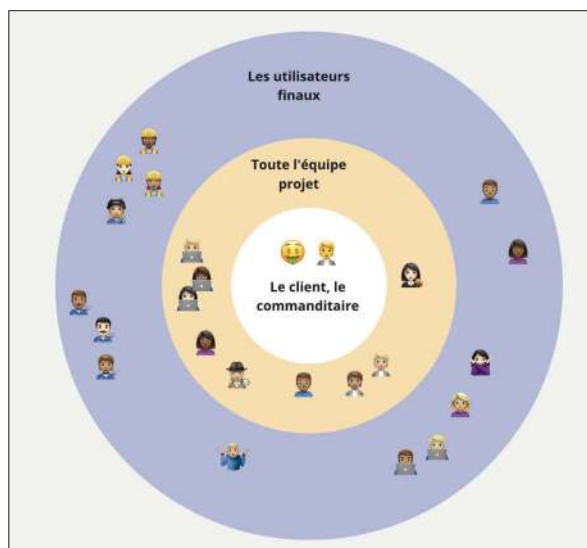 Les utilisateurs
finaux
Toute l'équipe
projet
Le client, le
commanditaire